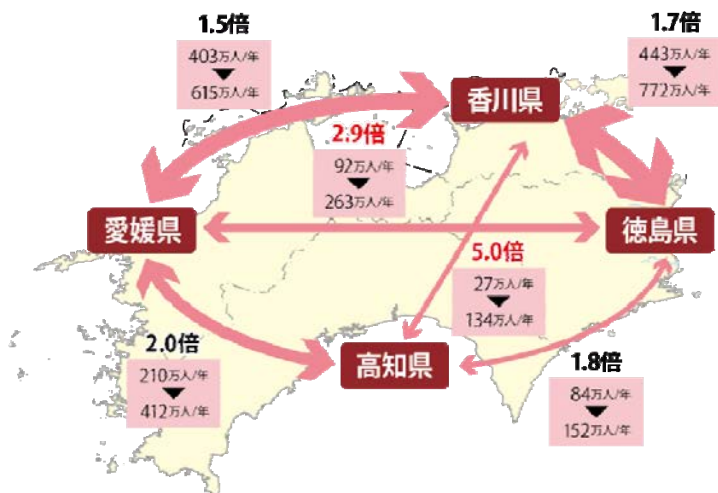 1.5倍
403万人/年
615万人/年
1.7倍
443万人/年
772万人/年
香川県
2.9倍
92万人/年
263万人/年
愛媛県
徳島県
5.0倍
27万人/年
134万人/年
2.0倍
210万人/年
412万人/年
高知県
1.8倍
84万人/年
152万人/年